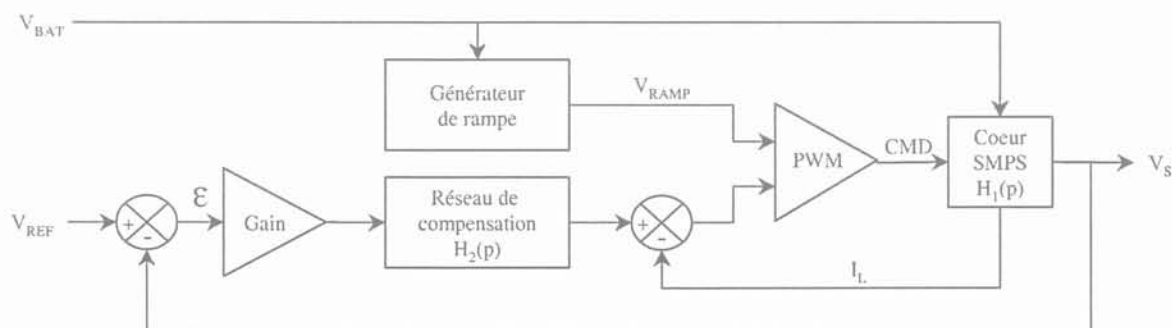 V_BAT
Générateur
de rampe
V_RAMP
PWM
CMD
Coeur
SMPS
H_1(p)
V_S
V_REF
+
-
ε
Gain
Réseau de
compensation
H_2(p)
+
-
I_L